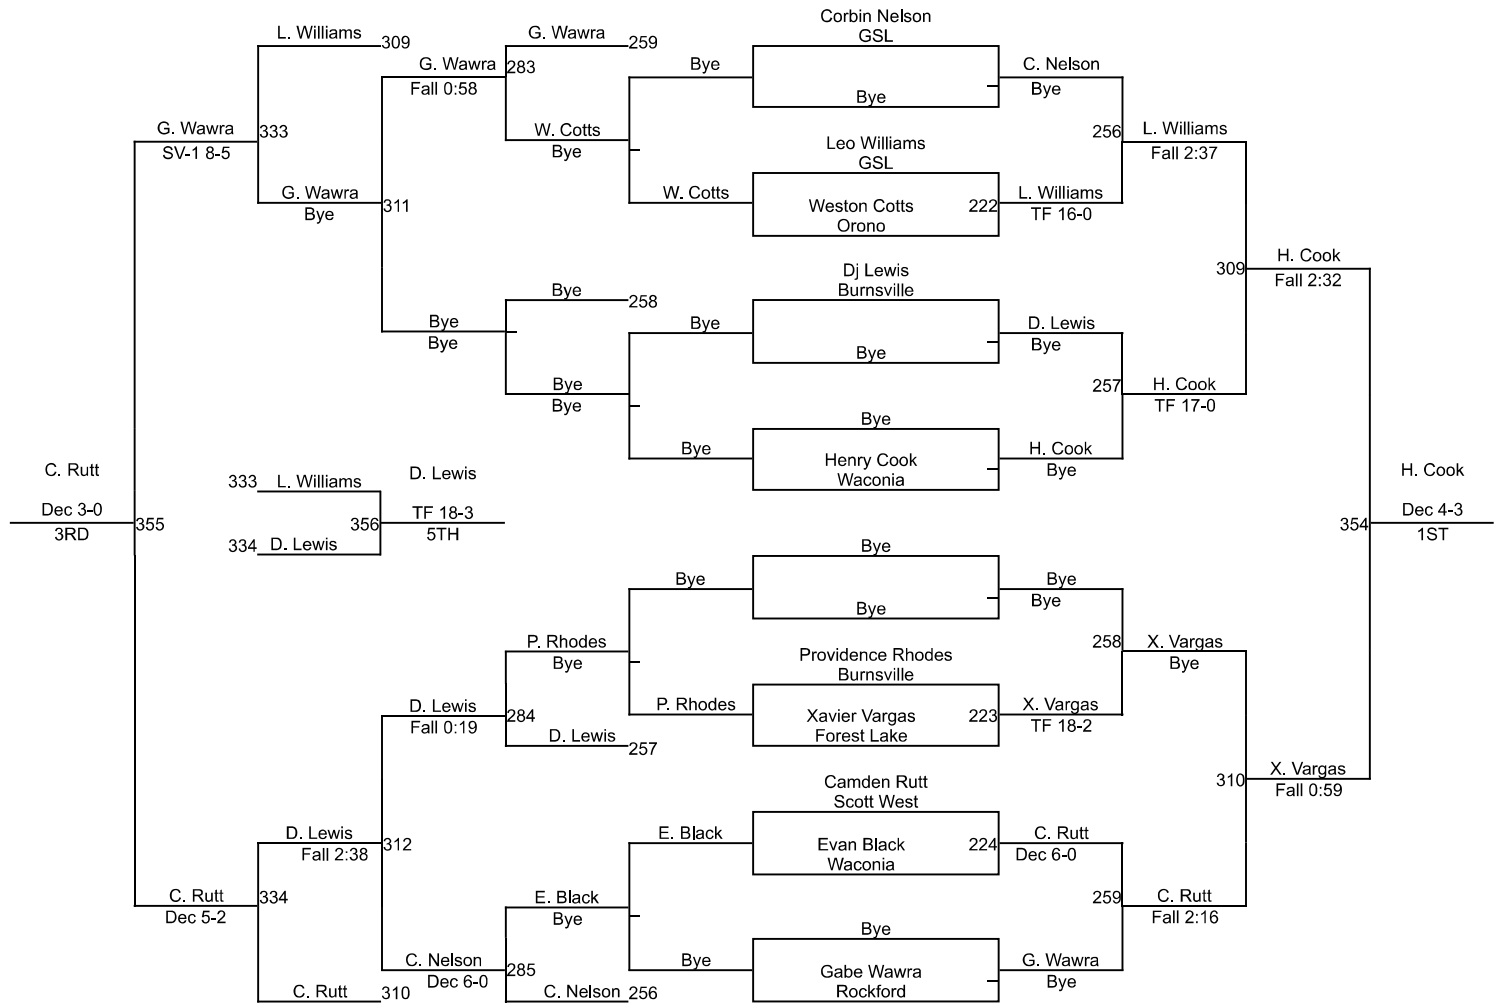 Corbin Nelson
GSL
L. Williams 309
G. Wawra 259
G. Wawra 283
Fall 0:58
Bye
C. Nelson
Bye
Bye
G. Wawra 333
SV-1 8-5
W. Cotts
Bye
256 L. Williams
Fall 2:37
Leo Williams
GSL
G. Wawra
Bye
311
W. Cotts
Weston Cotts 222
Orono
L. Williams
TF 16-0
Dj Lewis
Burnsville
309 H. Cook
Fall 2:32
Bye 258
Bye
Bye
Bye
Bye
D. Lewis
Bye
Bye
Bye
257 H. Cook
TF 17-0
Bye
Bye
Henry Cook
Waconia
H. Cook
Bye
C. Rutt
Dec 3-0
3RD
355
333 L. Williams
334 D. Lewis
356
D. Lewis
TF 18-3
5TH
354
H. Cook
Dec 4-3
1ST
Bye
Bye
Bye
Bye
Bye
P. Rhodes
Bye
258 X. Vargas
Bye
Providence Rhodes
Burnsville
D. Lewis 284
Fall 0:19
P. Rhodes
Xavier Vargas 223
Forest Lake
X. Vargas
TF 18-2
D. Lewis 257
310 X. Vargas
Fall 0:59
Camden Rutt
Scott West
D. Lewis 312
Fall 2:38
E. Black
Evan Black 224
Waconia
C. Rutt
Dec 6-0
C. Rutt 334
Dec 5-2
E. Black
Bye
259 C. Rutt
Fall 2:16
Bye
C. Nelson 285
Dec 6-0
Bye
Gabe Wawra
Rockford
G. Wawra
Bye
C. Rutt 310
C. Nelson 256